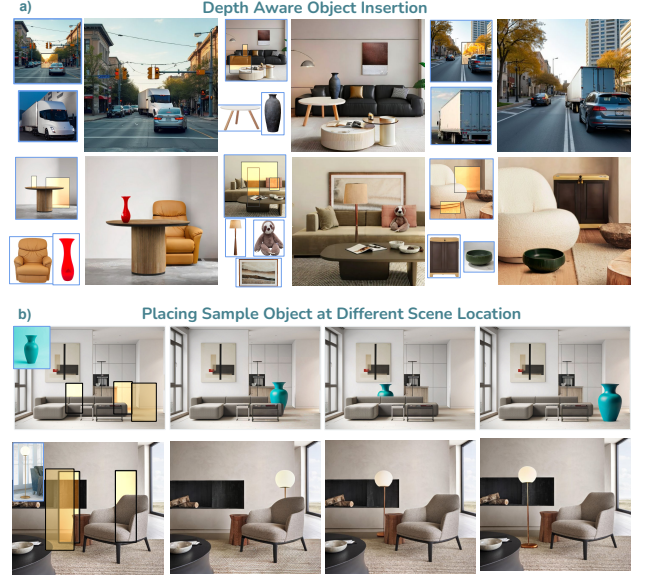 a)
Depth Aware Object Insertion
b)
Placing Sample Object at Different Scene Location